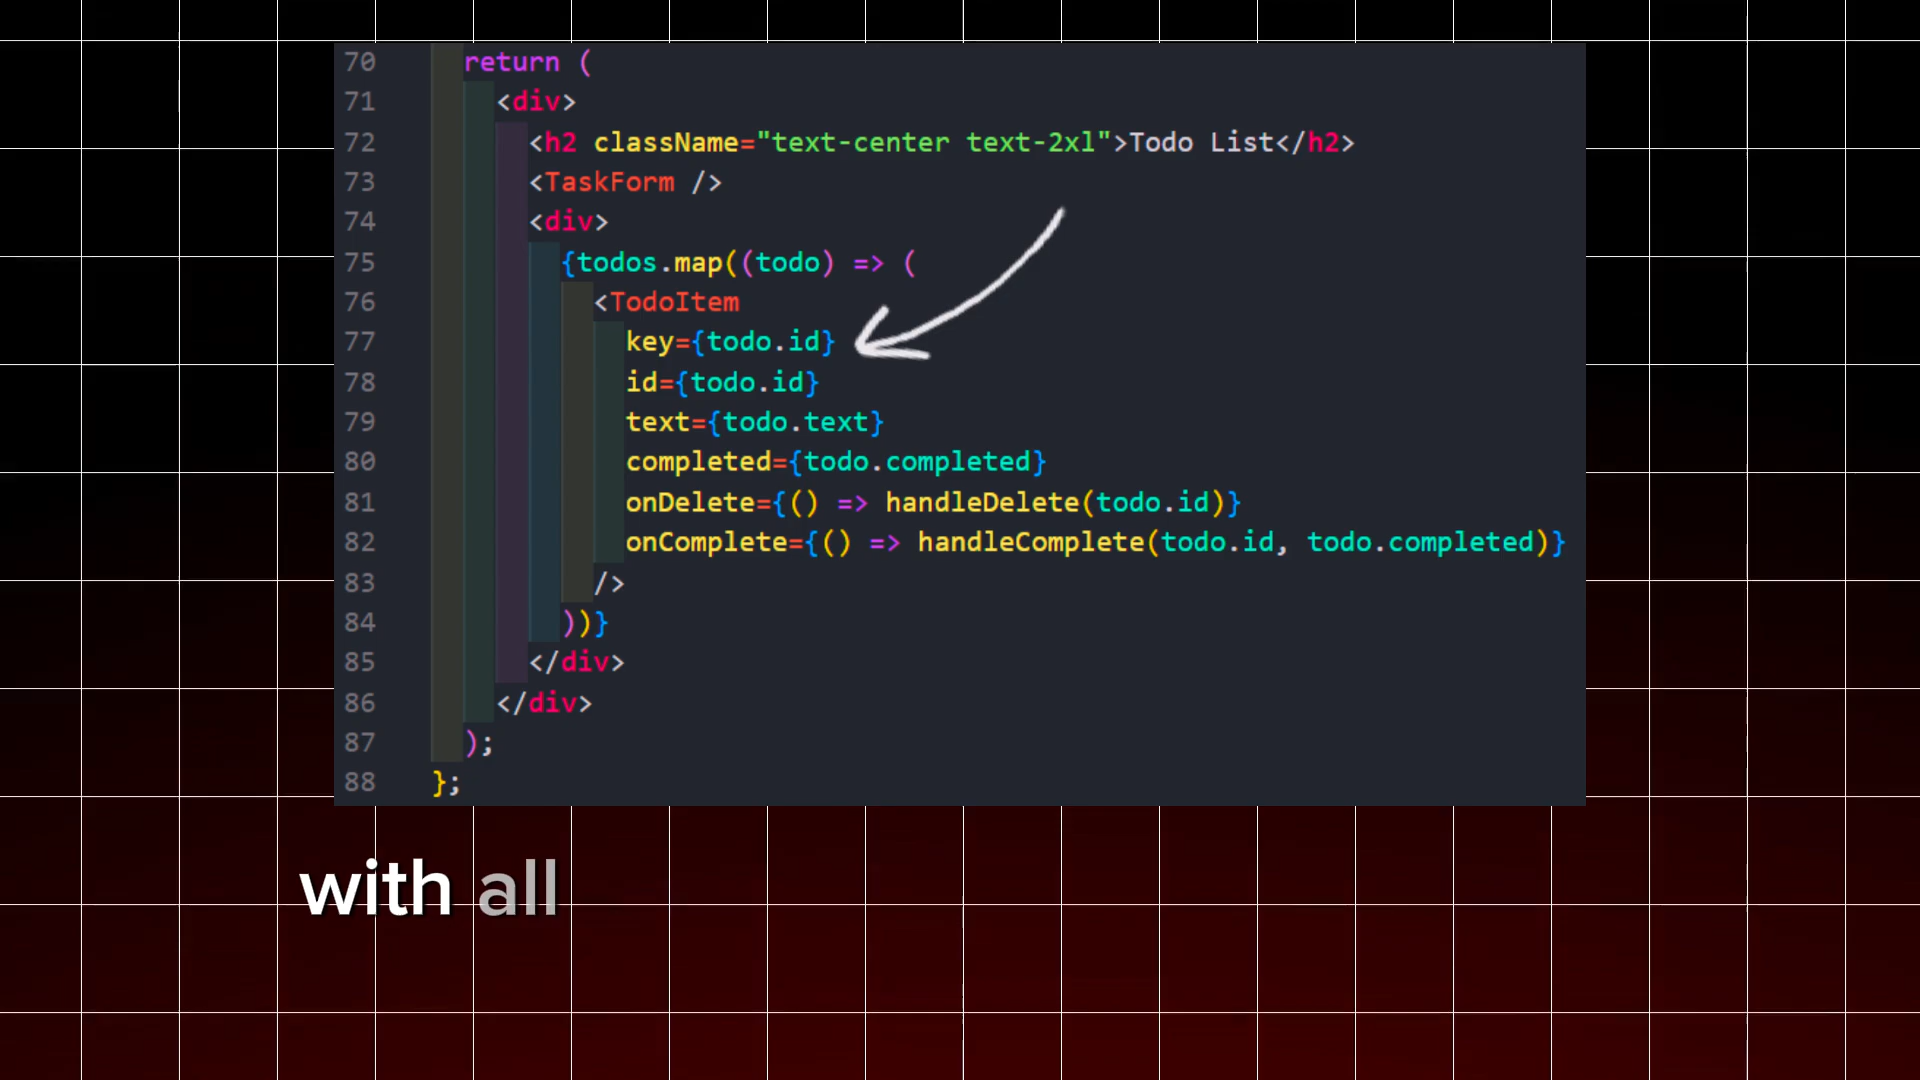 70 return (
71 <div>
72 <h2 className="text-center text-2xl">Todo List</h2>
73 <TaskForm />
74 <div>
75 {todos.map((todo) => (
76 <TodoItem
77 key={todo.id}
78 id={todo.id}
79 text={todo.text}
80 completed={todo.completed}
81 onDelete={() => handleDelete(todo.id)}
82 onComplete={() => handleComplete(todo.id, todo.completed)}
83 />
84 ))}
85 </div>
86 </div>
87 );
88 };
with all